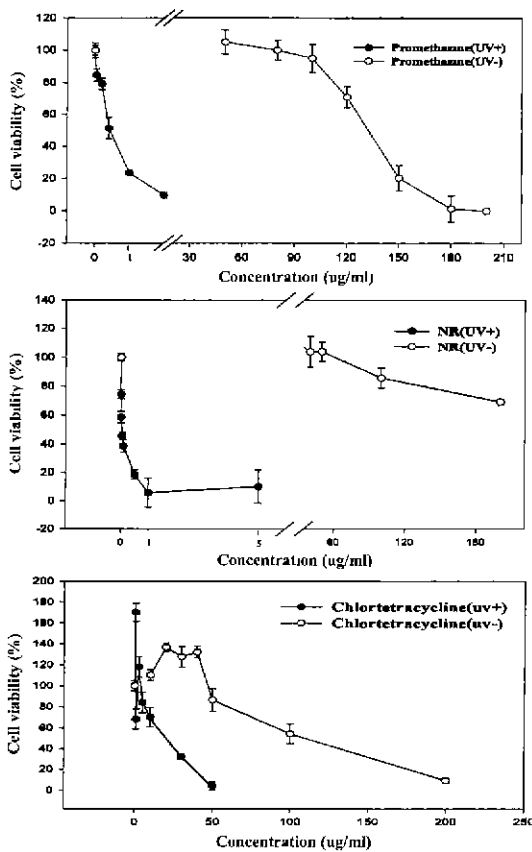 120
100
80
60
40
20
0
-20
Cell viability (%)
Promethazine(UV+)
Promethazine(UV-)
0 1 30 60 90 120 150 180 210
Concentration (ug/ml)
140
120
100
80
60
40
20
0
-20
Cell viability (%)
NR(UV+)
NR(UV-)
0 1 5 60 120 180
Concentration (ug/ml)
200
180
160
140
120
100
80
60
40
20
0
Cell viability (%)
Chlortetracycline(uv+)
Chlortetracycline(uv-)
0 50 100 150 200 250
Concentration (ug/ml)